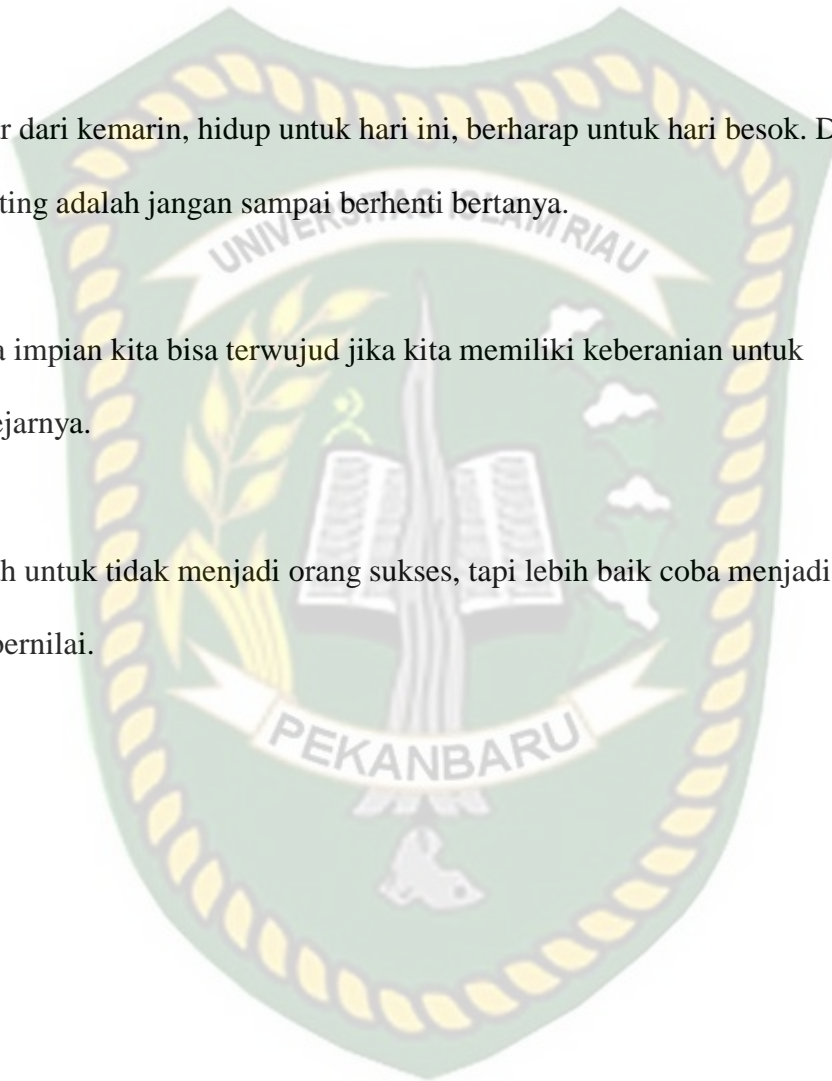 r dari kemarin, hidup untuk hari ini, berharap untuk hari besok. D
ting adalah jangan sampai berhenti bertanya.
UNIVERSITAS ISLAM RIAU
a impian kita bisa terwujud jika kita memiliki keberanian untuk
ejarnya.
h untuk tidak menjadi orang sukses, tapi lebih baik coba menjadi
bernilai.
PEKANBARU